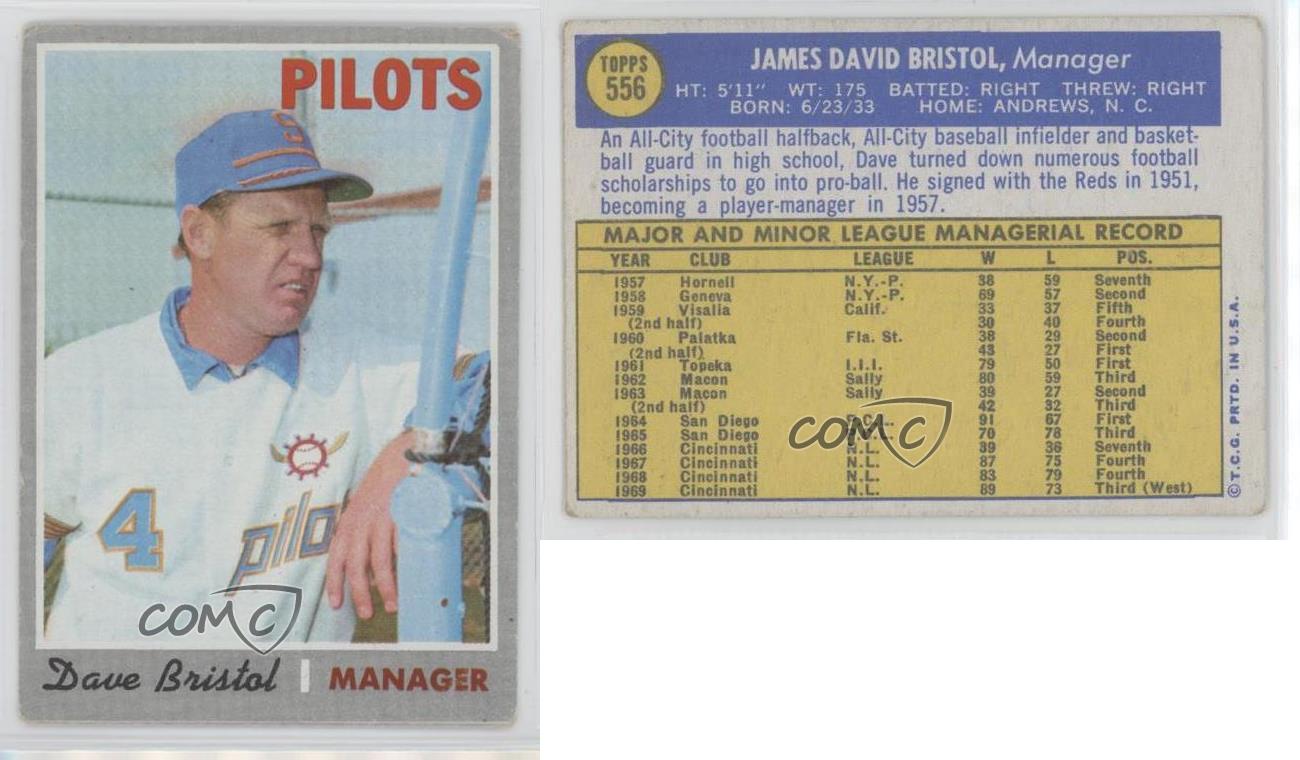 PILOTS
S
4
pilo
COMC
Dave Bristol | MANAGER
TOPPS
556
JAMES DAVID BRISTOL, Manager
HT: 5'11" WT: 175 BATTED: RIGHT THREW: RIGHT
BORN: 6/23/33 HOME: ANDREWS, N. C.
An All-City football halfback, All-City baseball infielder and basket-
ball guard in high school, Dave turned down numerous football
scholarships to go into pro-ball. He signed with the Reds in 1951,
becoming a player-manager in 1957.
MAJOR AND MINOR LEAGUE MANAGERIAL RECORD
YEAR CLUB LEAGUE W L POS.
1957 Hornell N.Y.-P. 38 59 Seventh
1958 Geneva N.Y.-P. 69 57 Second
1959 Visalia Calif. 33 37 Fifth
(2nd half) 30 40 Fourth
1960 Palatka Fla. St. 38 29 Second
(2nd half) 43 27 First
1961 Topeka I.I.I. 79 50 First
1962 Macon Sally 80 59 Third
1963 Macon Sally 39 27 Second
(2nd half) 42 32 Third
1964 San Diego P.C.L. 91 67 First
1965 San Diego 70 78 Third
1966 Cincinnati N.L. 39 36 Seventh
1967 Cincinnati N.L. 87 75 Fourth
1968 Cincinnati N.L. 83 79 Fourth
1969 Cincinnati N.L. 89 73 Third (West)
COMC
©T.C.G. PRTD. IN U.S.A.